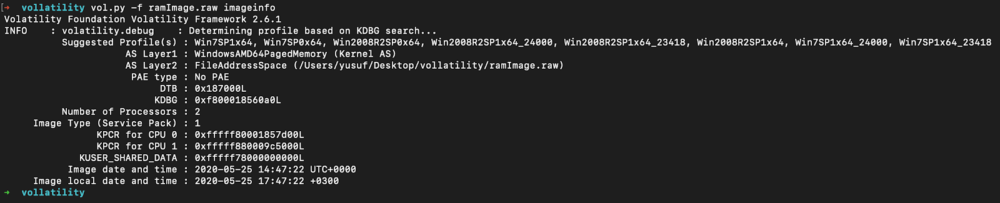 [→ vollatility vol.py -f ramImage.raw imageinfo
Volatility Foundation Volatility Framework 2.6.1
INFO : volatility.debug : Determining profile based on KDBG search...
Suggested Profile(s) : Win7SP1x64, Win7SP0x64, Win2008R2SP0x64, Win2008R2SP1x64_24000, Win2008R2SP1x64_23418, Win2008R2SP1x64, Win7SP1x64_24000, Win7SP1x64_23418
AS Layer1 : WindowsAMD64PagedMemory (Kernel AS)
AS Layer2 : FileAddressSpace (/Users/yusuf/Desktop/vollatility/ramImage.raw)
PAE type : No PAE
DTB : 0x187000L
KDBG : 0xf800018560a0L
Number of Processors : 2
Image Type (Service Pack) : 1
KPCR for CPU 0 : 0xfffff80001857d00L
KPCR for CPU 1 : 0xfffff880009c5000L
KUSER_SHARED_DATA : 0xfffff78000000000L
Image date and time : 2020-05-25 14:47:22 UTC+0000
Image local date and time : 2020-05-25 17:47:22 +0300
→ vollatility